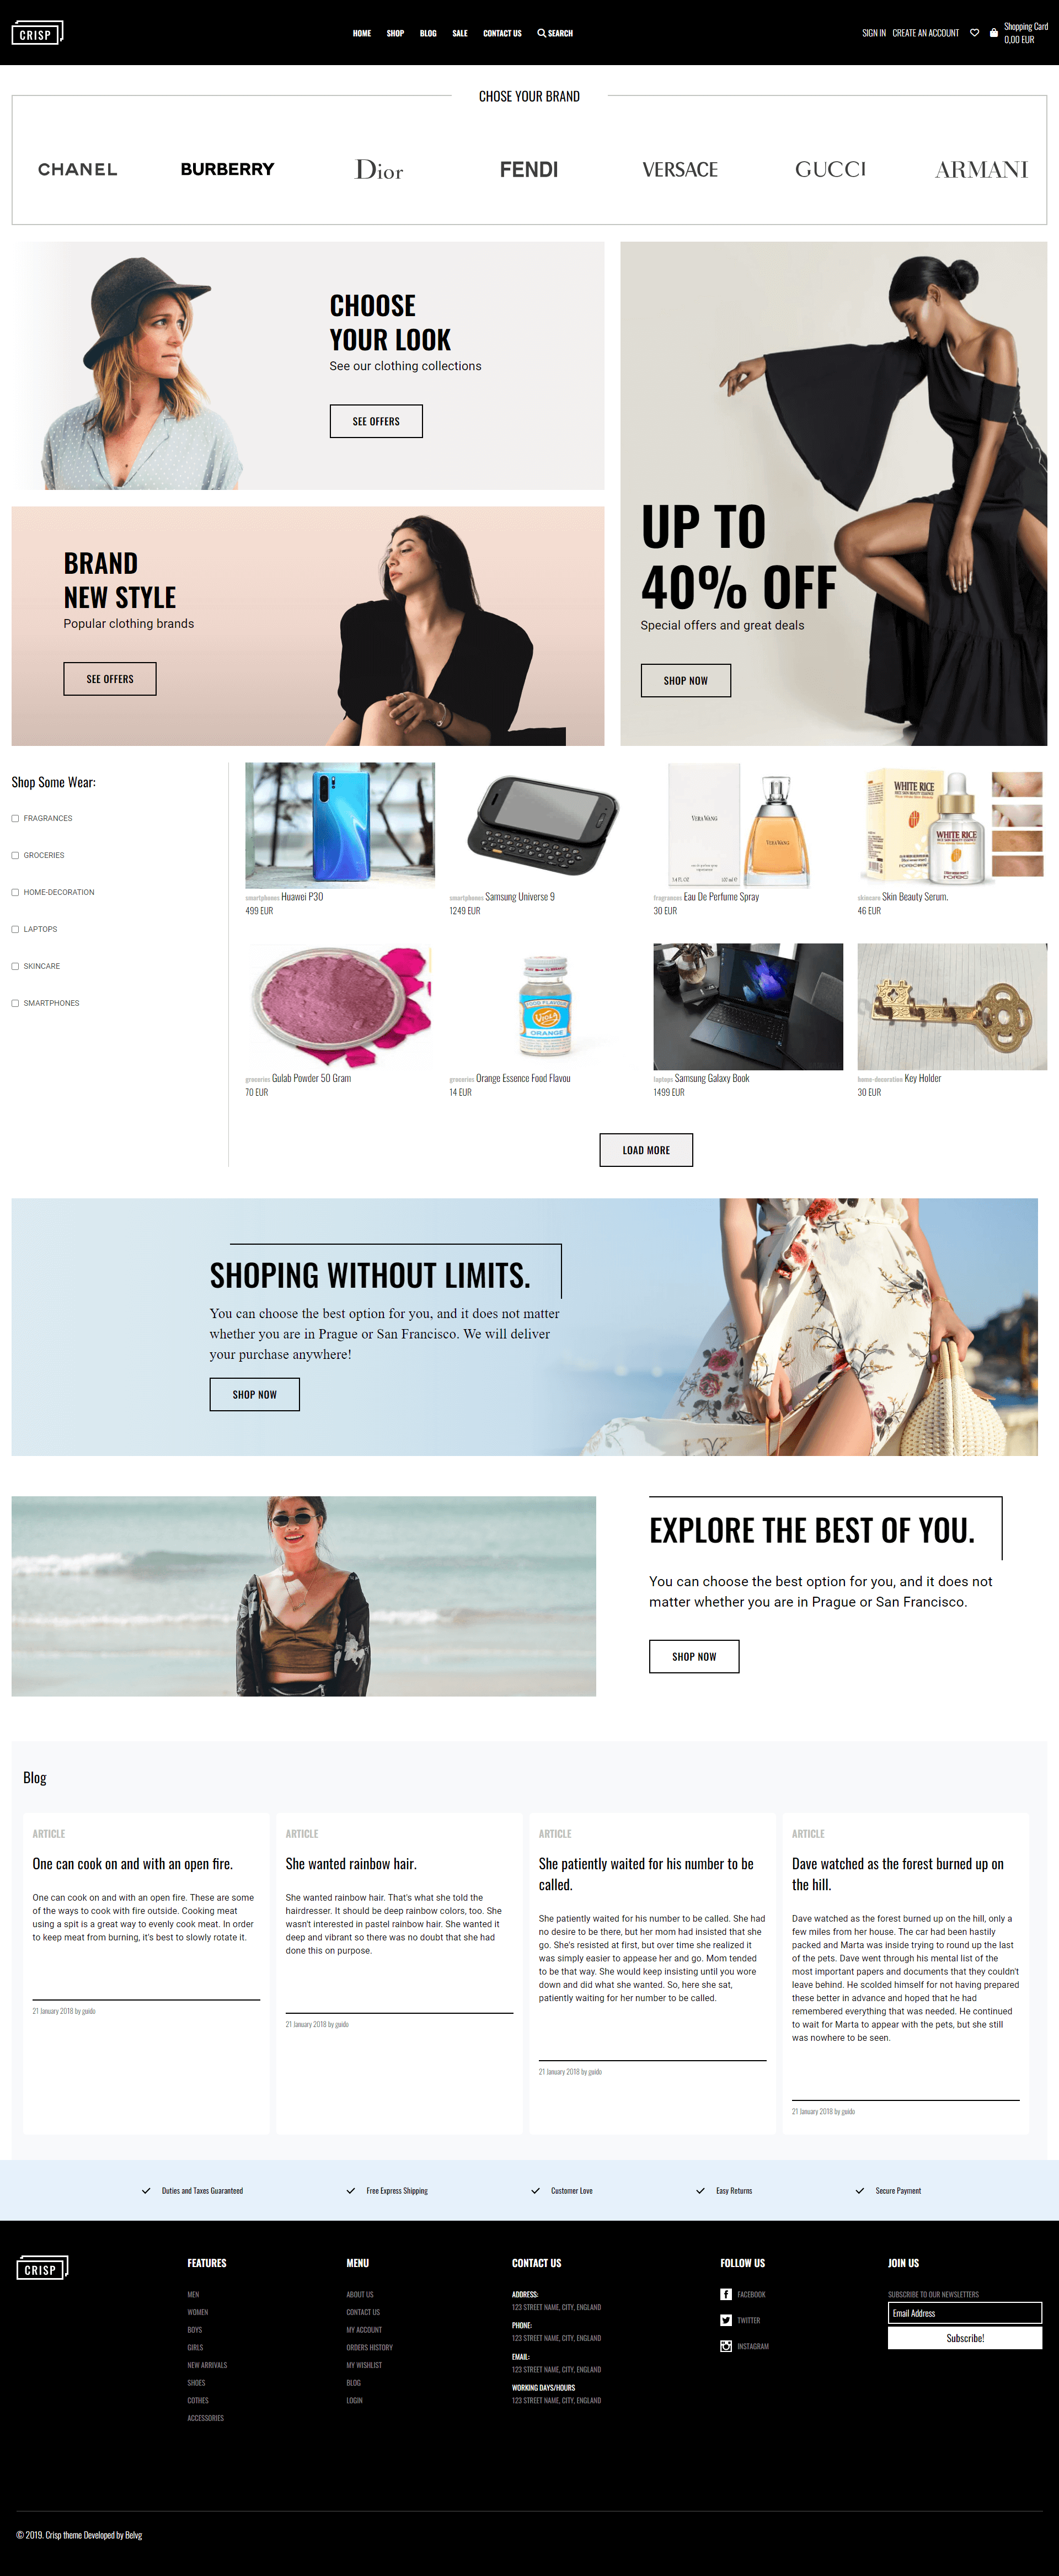 CRISP
HOME SHOP BLOG SALE CONTACT US SEARCH
SIGN IN CREATE AN ACCOUNT
Shopping Card
0,00 EUR
CHOSE YOUR BRAND
CHANEL BURBERRY Dior FENDI VERSACE GUCCI ARMANI
CHOOSE
YOUR LOOK
See our clothing collections
SEE OFFERS
BRAND
NEW STYLE
Popular clothing brands
SEE OFFERS
UP TO
40% OFF
Special offers and great deals
SHOP NOW
Shop Some Wear:
FRAGRANCES
GROCERIES
HOME-DECORATION
LAPTOPS
SKINCARE
SMARTPHONES
smartphones Huawei P30
499 EUR
smartphones Samsung Universe 9
1249 EUR
VERA WANG
VERA WANG
fragrances Eau De Perfume Spray
30 EUR
WHITE RICE
WHITE RICE
skincare Skin Beauty Serum.
46 EUR
groceries Gulab Powder 50 Gram
70 EUR
FOOD FLAVOUR
ORANGE
groceries Orange Essence Food Flavou
14 EUR
laptops Samsung Galaxy Book
1499 EUR
home-decoration Key Holder
30 EUR
LOAD MORE
SHOPING WITHOUT LIMITS.
You can choose the best option for you, and it does not matter
whether you are in Prague or San Francisco. We will deliver
your purchase anywhere!
SHOP NOW
EXPLORE THE BEST OF YOU.
You can choose the best option for you, and it does not
matter whether you are in Prague or San Francisco.
SHOP NOW
Blog
ARTICLE
One can cook on and with an open fire.
One can cook on and with an open fire. These are some
of the ways to cook with fire outside. Cooking meat
using a spit is a great way to evenly cook meat. In order
to keep meat from burning, it's best to slowly rotate it.
21 January 2018 by guido
ARTICLE
She wanted rainbow hair.
She wanted rainbow hair. That's what she told the
hairdresser. It should be deep rainbow colors, too. She
wasn't interested in pastel rainbow hair. She wanted it
deep and vibrant so there was no doubt that she had
done this on purpose.
21 January 2018 by guido
ARTICLE
She patiently waited for his number to be
called.
She patiently waited for his number to be called. She had
no desire to be there, but her mom had insisted that she
go. She's resisted at first, but over time she realized it
was simply easier to appease her and go. Mom tended
to be that way. She would keep insisting until you wore
down and did what she wanted. So, here she sat,
patiently waiting for her number to be called.
21 January 2018 by guido
ARTICLE
Dave watched as the forest burned up on
the hill.
Dave watched as the forest burned up on the hill, only a
few miles from her house. The car had been hastily
packed and Marta was inside trying to round up the last
of the pets. Dave went through his mental list of the
most important papers and documents that they couldn't
leave behind. He scolded himself for not having prepared
these better in advance and hoped that he had
remembered everything that was needed. He continued
to wait for Marta to appear with the pets, but she still
was nowhere to be seen.
21 January 2018 by guido
Duties and Taxes Guaranteed
Free Express Shipping
Customer Love
Easy Returns
Secure Payment
CRISP
FEATURES
MEN
WOMEN
BOYS
GIRLS
NEW ARRIVALS
SHOES
COTHES
ACCESSORIES
MENU
ABOUT US
CONTACT US
MY ACCOUNT
ORDERS HISTORY
MY WISHLIST
BLOG
LOGIN
CONTACT US
ADDRESS:
123 STREET NAME, CITY, ENGLAND
PHONE:
123 STREET NAME, CITY, ENGLAND
EMAIL:
123 STREET NAME, CITY, ENGLAND
WORKING DAYS/HOURS
123 STREET NAME, CITY, ENGLAND
FOLLOW US
FACEBOOK
TWITTER
INSTAGRAM
JOIN US
SUBSCRIBE TO OUR NEWSLETTERS
Email Address
Subscribe!
© 2019. Crisp theme Developed by Belvg